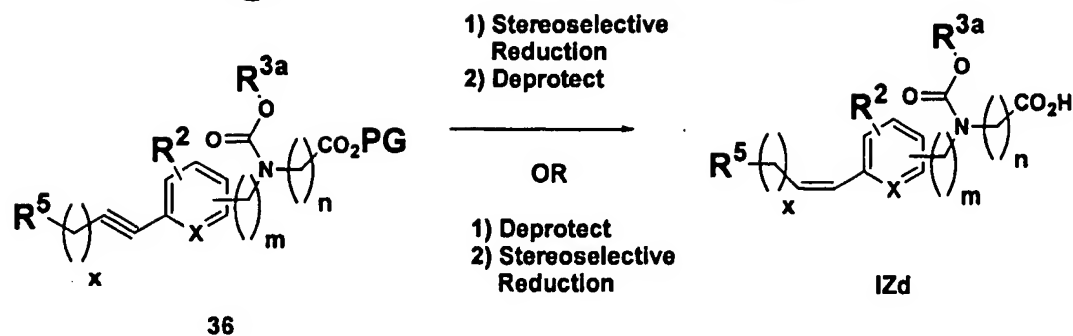 1) Stereoselective
Reduction
2) Deprotect
OR
1) Deprotect
2) Stereoselective
Reduction
R3a
O
O
N
CO2PG
n
R2
R5
x
X
m
36
R3a
O
O
N
CO2H
n
R2
R5
x
X
m
IZd